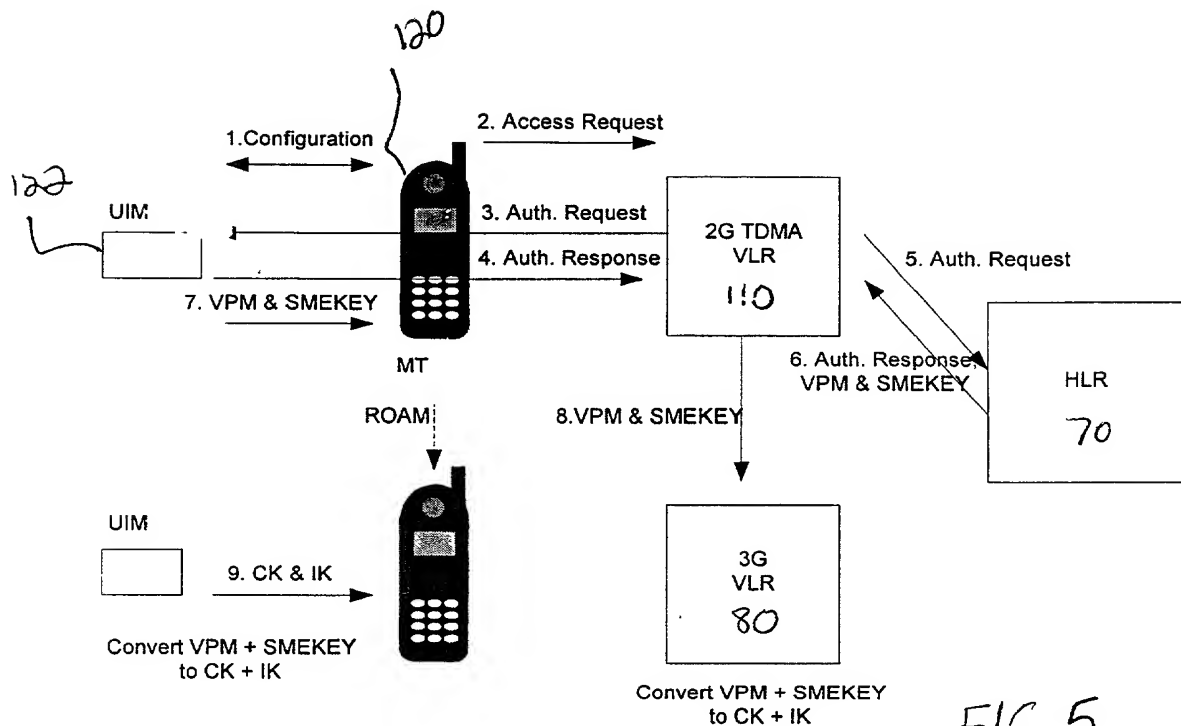 120
1.Configuration
2. Access Request
122
UIM
3. Auth. Request
2G TDMA
VLR
110
4. Auth. Response
5. Auth. Request
7. VPM & SMEKEY
6. Auth. Response,
VPM & SMEKEY
HLR
70
MT
ROAM
8.VPM & SMEKEY
UIM
9. CK & IK
3G
VLR
80
Convert VPM + SMEKEY
to CK + IK
Convert VPM + SMEKEY
to CK + IK
FIG 5